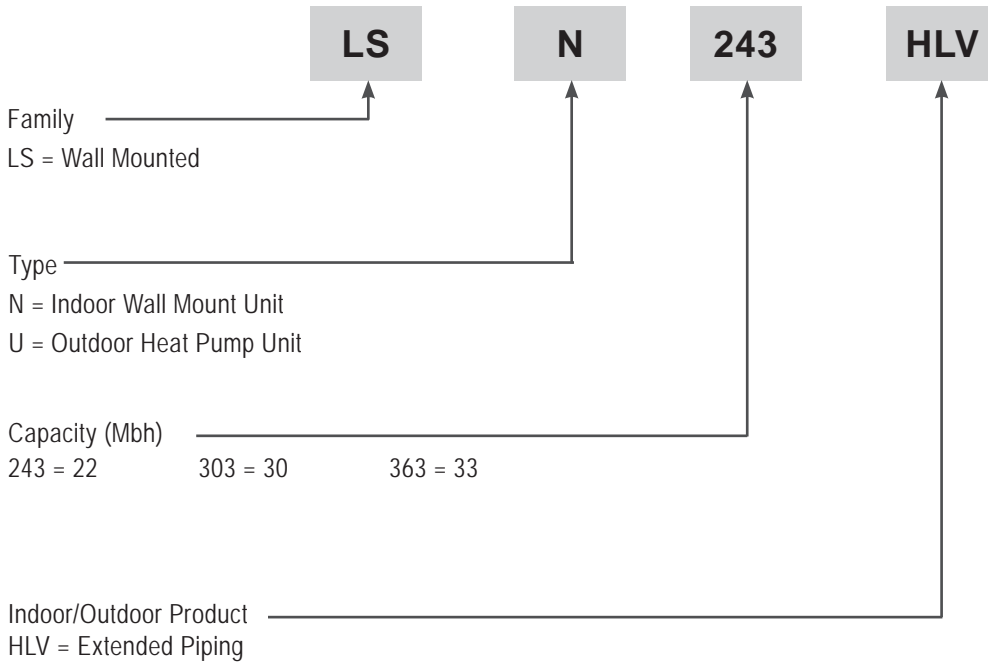 LS N 243 HLV
Family
LS = Wall Mounted
Type
N = Indoor Wall Mount Unit
U = Outdoor Heat Pump Unit
Capacity (Mbh)
243 = 22 303 = 30 363 = 33
Indoor/Outdoor Product
HLV = Extended Piping